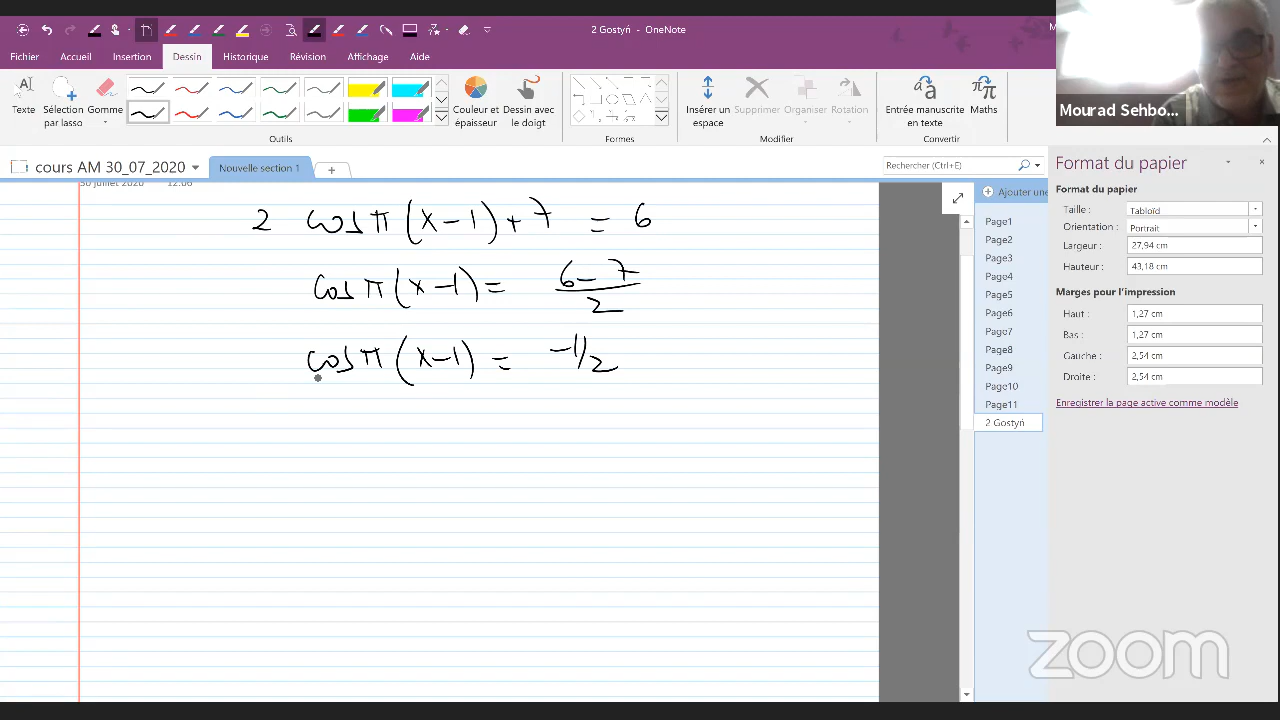 2 Gostyń - OneNote
Fichier Accueil Insertion Dessin Historique Révision Affichage Aide
Texte
Sélection par lasso
Gomme
Couleur et épaisseur
Dessin avec le doigt
Insérer un espace
Supprimer
Organiser
Rotation
Entrée manuscrite en texte
Maths
Outils
Formes
Modifier
Convertir
Mourad Sehbo...
cours AM 30_07_2020
Nouvelle section 1
Rechercher (Ctrl+E)
30 juillet 2020 12:06
2 cos π (x - 1) + 7 = 6
cos π (x - 1) = (6 - 7)/2
cos π (x - 1) = -1/2
Ajouter une
Page1
Page2
Page3
Page4
Page5
Page6
Page7
Page8
Page9
Page10
Page11
2 Gostyń
Format du papier
Format du papier
Taille : Tabloïd
Orientation : Portrait
Largeur : 27,94 cm
Hauteur : 43,18 cm
Marges pour l'impression
Haut : 1,27 cm
Bas : 1,27 cm
Gauche : 2,54 cm
Droite : 2,54 cm
Enregistrer la page active comme modèle
zoom